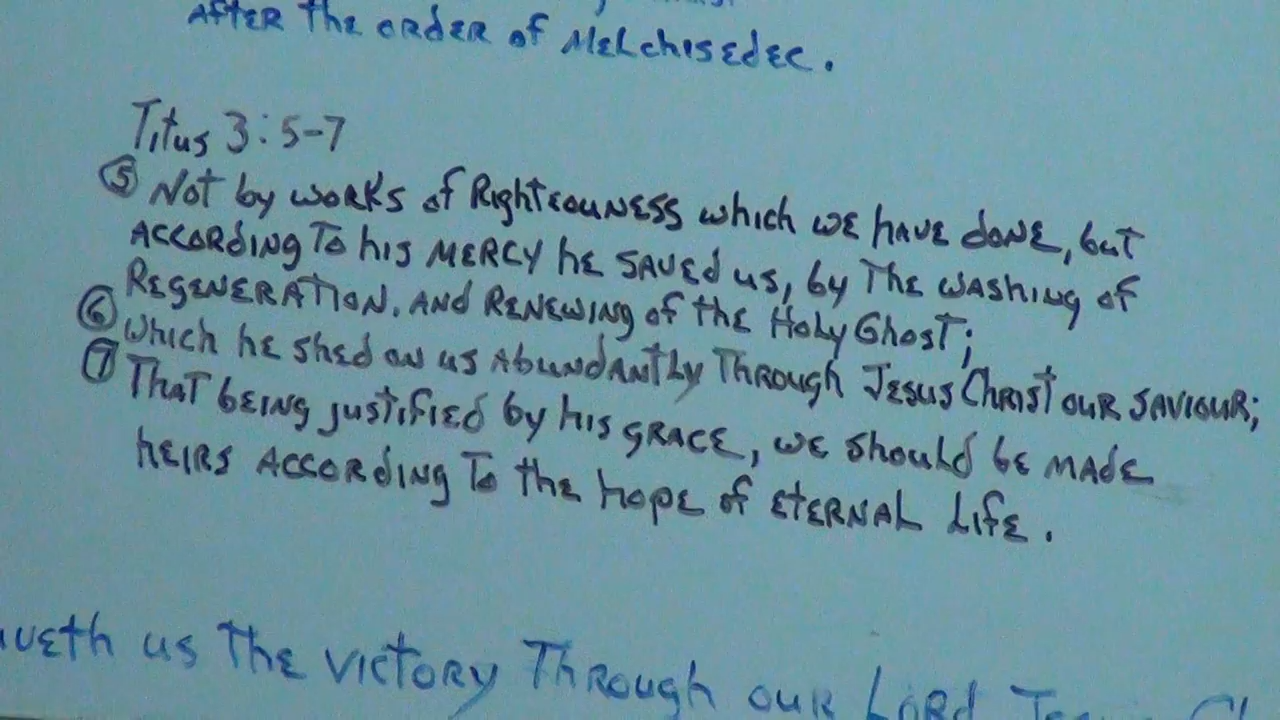 After the order of Melchisedec.
Titus 3:5-7
⑤ Not by works of Righteouness which we have done, but
according to his mercy he saved us, by the washing of
regeneration, and renewing of the Holy Ghost;
⑥ which he shed on us abundantly through Jesus Christ our Saviour;
⑦ That being justified by his grace, we should be made
heirs according to the hope of eternal life.
us the victory through our Lord